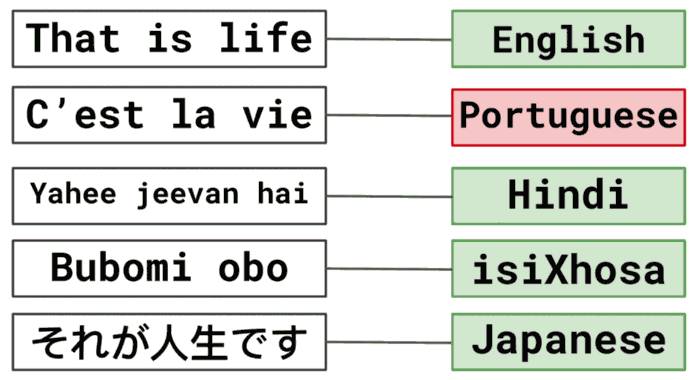 That is life English
C’est la vie Portuguese
Yahee jeevan hai Hindi
Bubomi obo isiXhosa
それが人生です Japanese